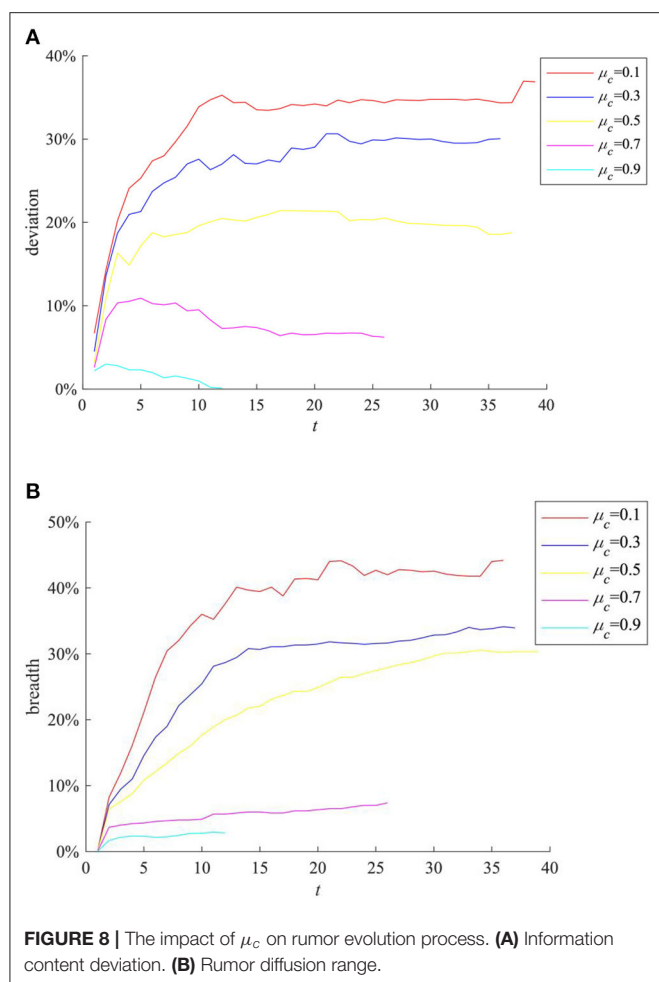 A
40%
30%
20%
10%
0%
deviation
0 5 10 15 20 25 30 35 40
t
μc=0.1
μc=0.3
μc=0.5
μc=0.7
μc=0.9
B
50%
40%
30%
20%
10%
0%
breadth
0 5 10 15 20 25 30 35 40
t
μc=0.1
μc=0.3
μc=0.5
μc=0.7
μc=0.9
FIGURE 8 | The impact of μc on rumor evolution process. (A) Information
content deviation. (B) Rumor diffusion range.